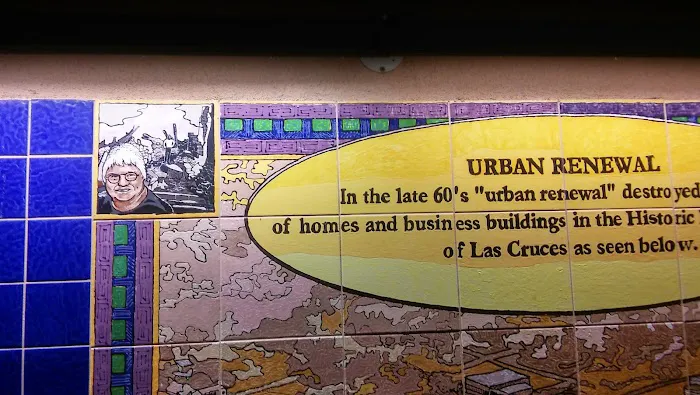 URBAN RENEWAL
In the late 60's "urban renewal" destroyed
of homes and business buildings in the Historic
of Las Cruces as seen below.